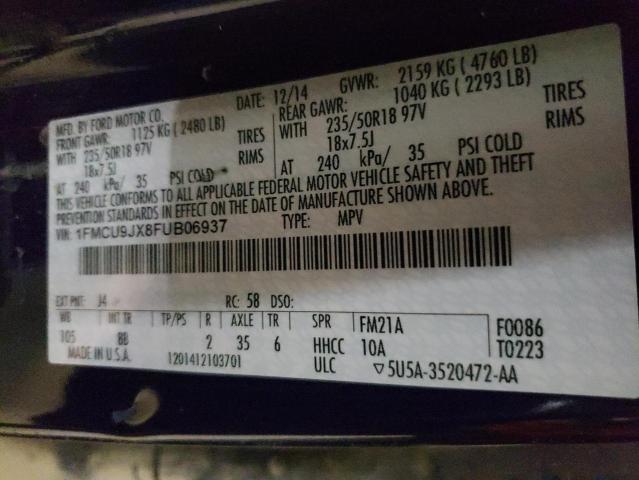 MFD. BY FORD MOTOR CO.
DATE: 12/14 GVWR: 2159 KG ( 4760 LB)
FRONT GAWR: 1125 KG ( 2480 LB)
REAR GAWR: 1040 KG ( 2293 LB)
WITH 235/50R18 97V TIRES
18x7.5J RIMS
AT 240 kPa/ 35 PSI COLD
WITH 235/50R18 97V TIRES
18x7.5J RIMS
AT 240 kPa/ 35 PSI COLD
THIS VEHICLE CONFORMS TO ALL APPLICABLE FEDERAL MOTOR VEHICLE SAFETY AND THEFT
PREVENTION STANDARDS IN EFFECT ON THE DATE OF MANUFACTURE SHOWN ABOVE.
VIN: 1FMCU9JX8FUB06937 TYPE: MPV
EXT PNT: J4 RC: 58 DSO:
WB INT TR TP/PS R AXLE TR SPR FM21A F0086
105 BB 2 35 6 HHCC 10A T0223
MADE IN U.S.A. 1201412103701 ULC ▽5U5A-3520472-AA